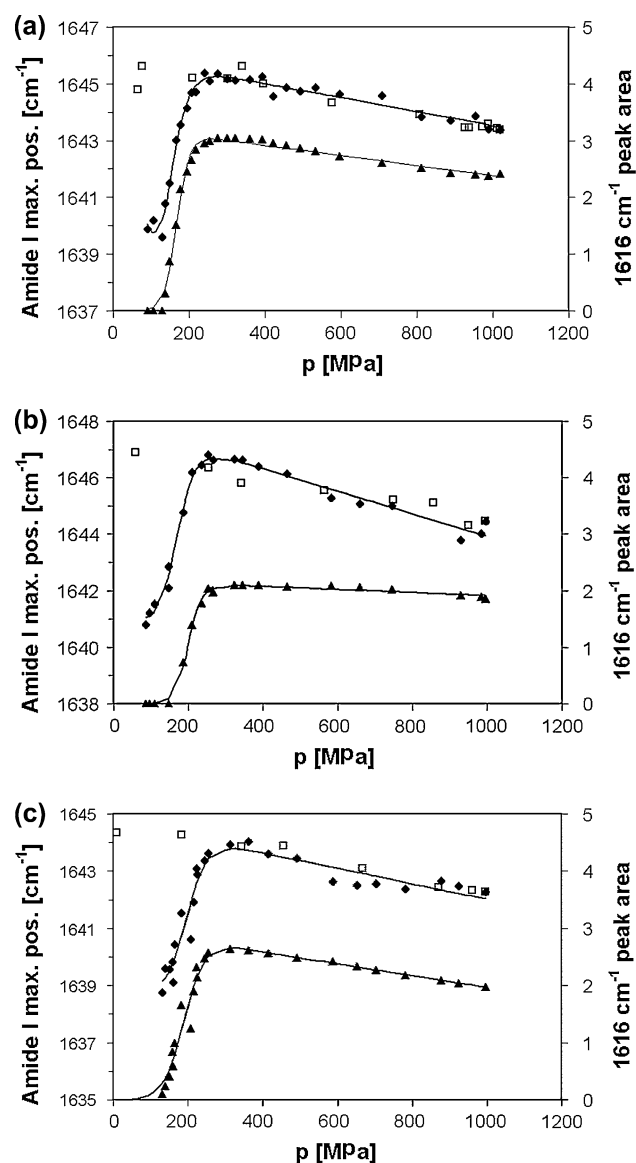 (a)
Amide I max. pos. [cm⁻¹]
1647
1645
1643
1641
1639
1637
5
4
3
2
1
0
1616 cm⁻¹ peak area
0 200 400 600 800 1000 1200
p [MPa]
(b)
Amide I max. pos. [cm⁻¹]
1648
1646
1644
1642
1640
1638
5
4
3
2
1
0
1616 cm⁻¹ peak area
0 200 400 600 800 1000 1200
p [MPa]
(c)
Amide I max. pos. [cm⁻¹]
1645
1643
1641
1639
1637
1635
5
4
3
2
1
0
1616 cm⁻¹ peak area
0 200 400 600 800 1000 1200
p [MPa]